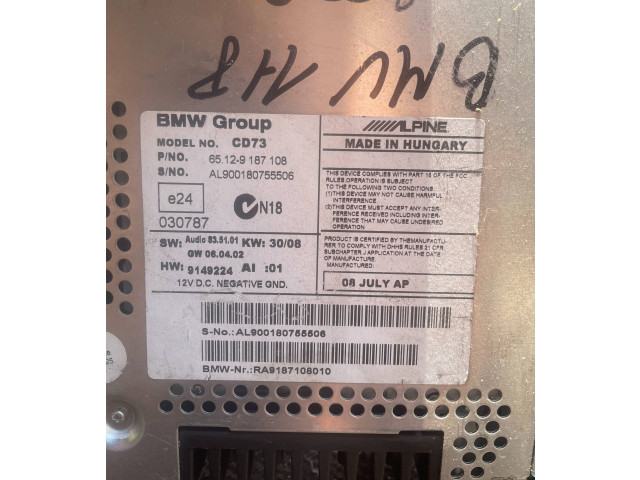 BMW 118
BMW Group
MODEL NO. CD73
P/NO. 65.12-9 187 108
S/NO. AL900180755506
e24
030787
N18
SW: Audio 83.51.01 KW: 30/08
GW 06.04.02
HW: 9149224 AI :01
12V D.C. NEGATIVE GND.
ALPINE
MADE IN HUNGARY
THIS DEVICE COMPLIES WITH PART 15 OF THE FCC
RULES.OPERATION IS SUBJECT
TO THE FOLLOWING TWO CONDITIONS
(1)THIS DEVICE MAY NOT CAUSE HARMFUL
INTERFERENCE.
(2)THIS DEVICE MUST ACCEPT ANY INTER-
FERENCE RECEIVED INCLUDING INTER-
FERENCE THAT MAY CAUSE UNDESIRED
OPERATION
PRODUCT IS CERTIFIED BY THEMANUFACTU-
RER TO COMPLY WITH DHHS RULES 21 CFR
SUBCHAPTER J APPLICATION AT THE DATE
OF MANUFACTURE.
MANUFACTURED
08 JULY AP
S-No.:AL900180755506
BMW-Nr.:RA9187108010